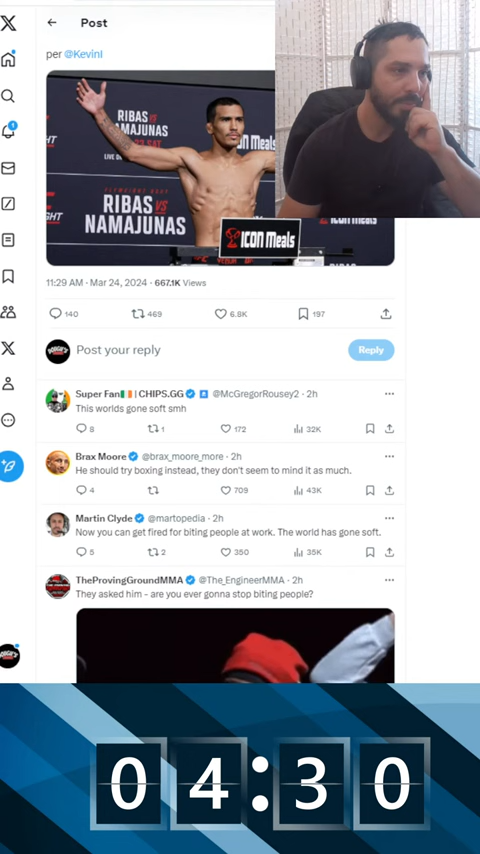 Post
per @KevinI
RIBAS
VS
NAMAJUNAS
RIBAS VS
NAMAJUNAS
ICON Meals
11:29 AM · Mar 24, 2024 · 667.1K Views
140 469 6.8K 197
Post your reply
Reply
Super Fan | CHIPS.GG @McGregorRousey2 · 2h
This worlds gone soft smh
8 1 172 32K
Brax Moore @brax_moore_more · 2h
He should try boxing instead, they don't seem to mind it as much.
4 709 43K
Martin Clyde @martopedia · 2h
Now you can get fired for biting people at work. The world has gone soft.
5 2 350 35K
TheProvingGroundMMA @The_EngineerMMA · 2h
They asked him - are you ever gonna stop biting people?
04:30